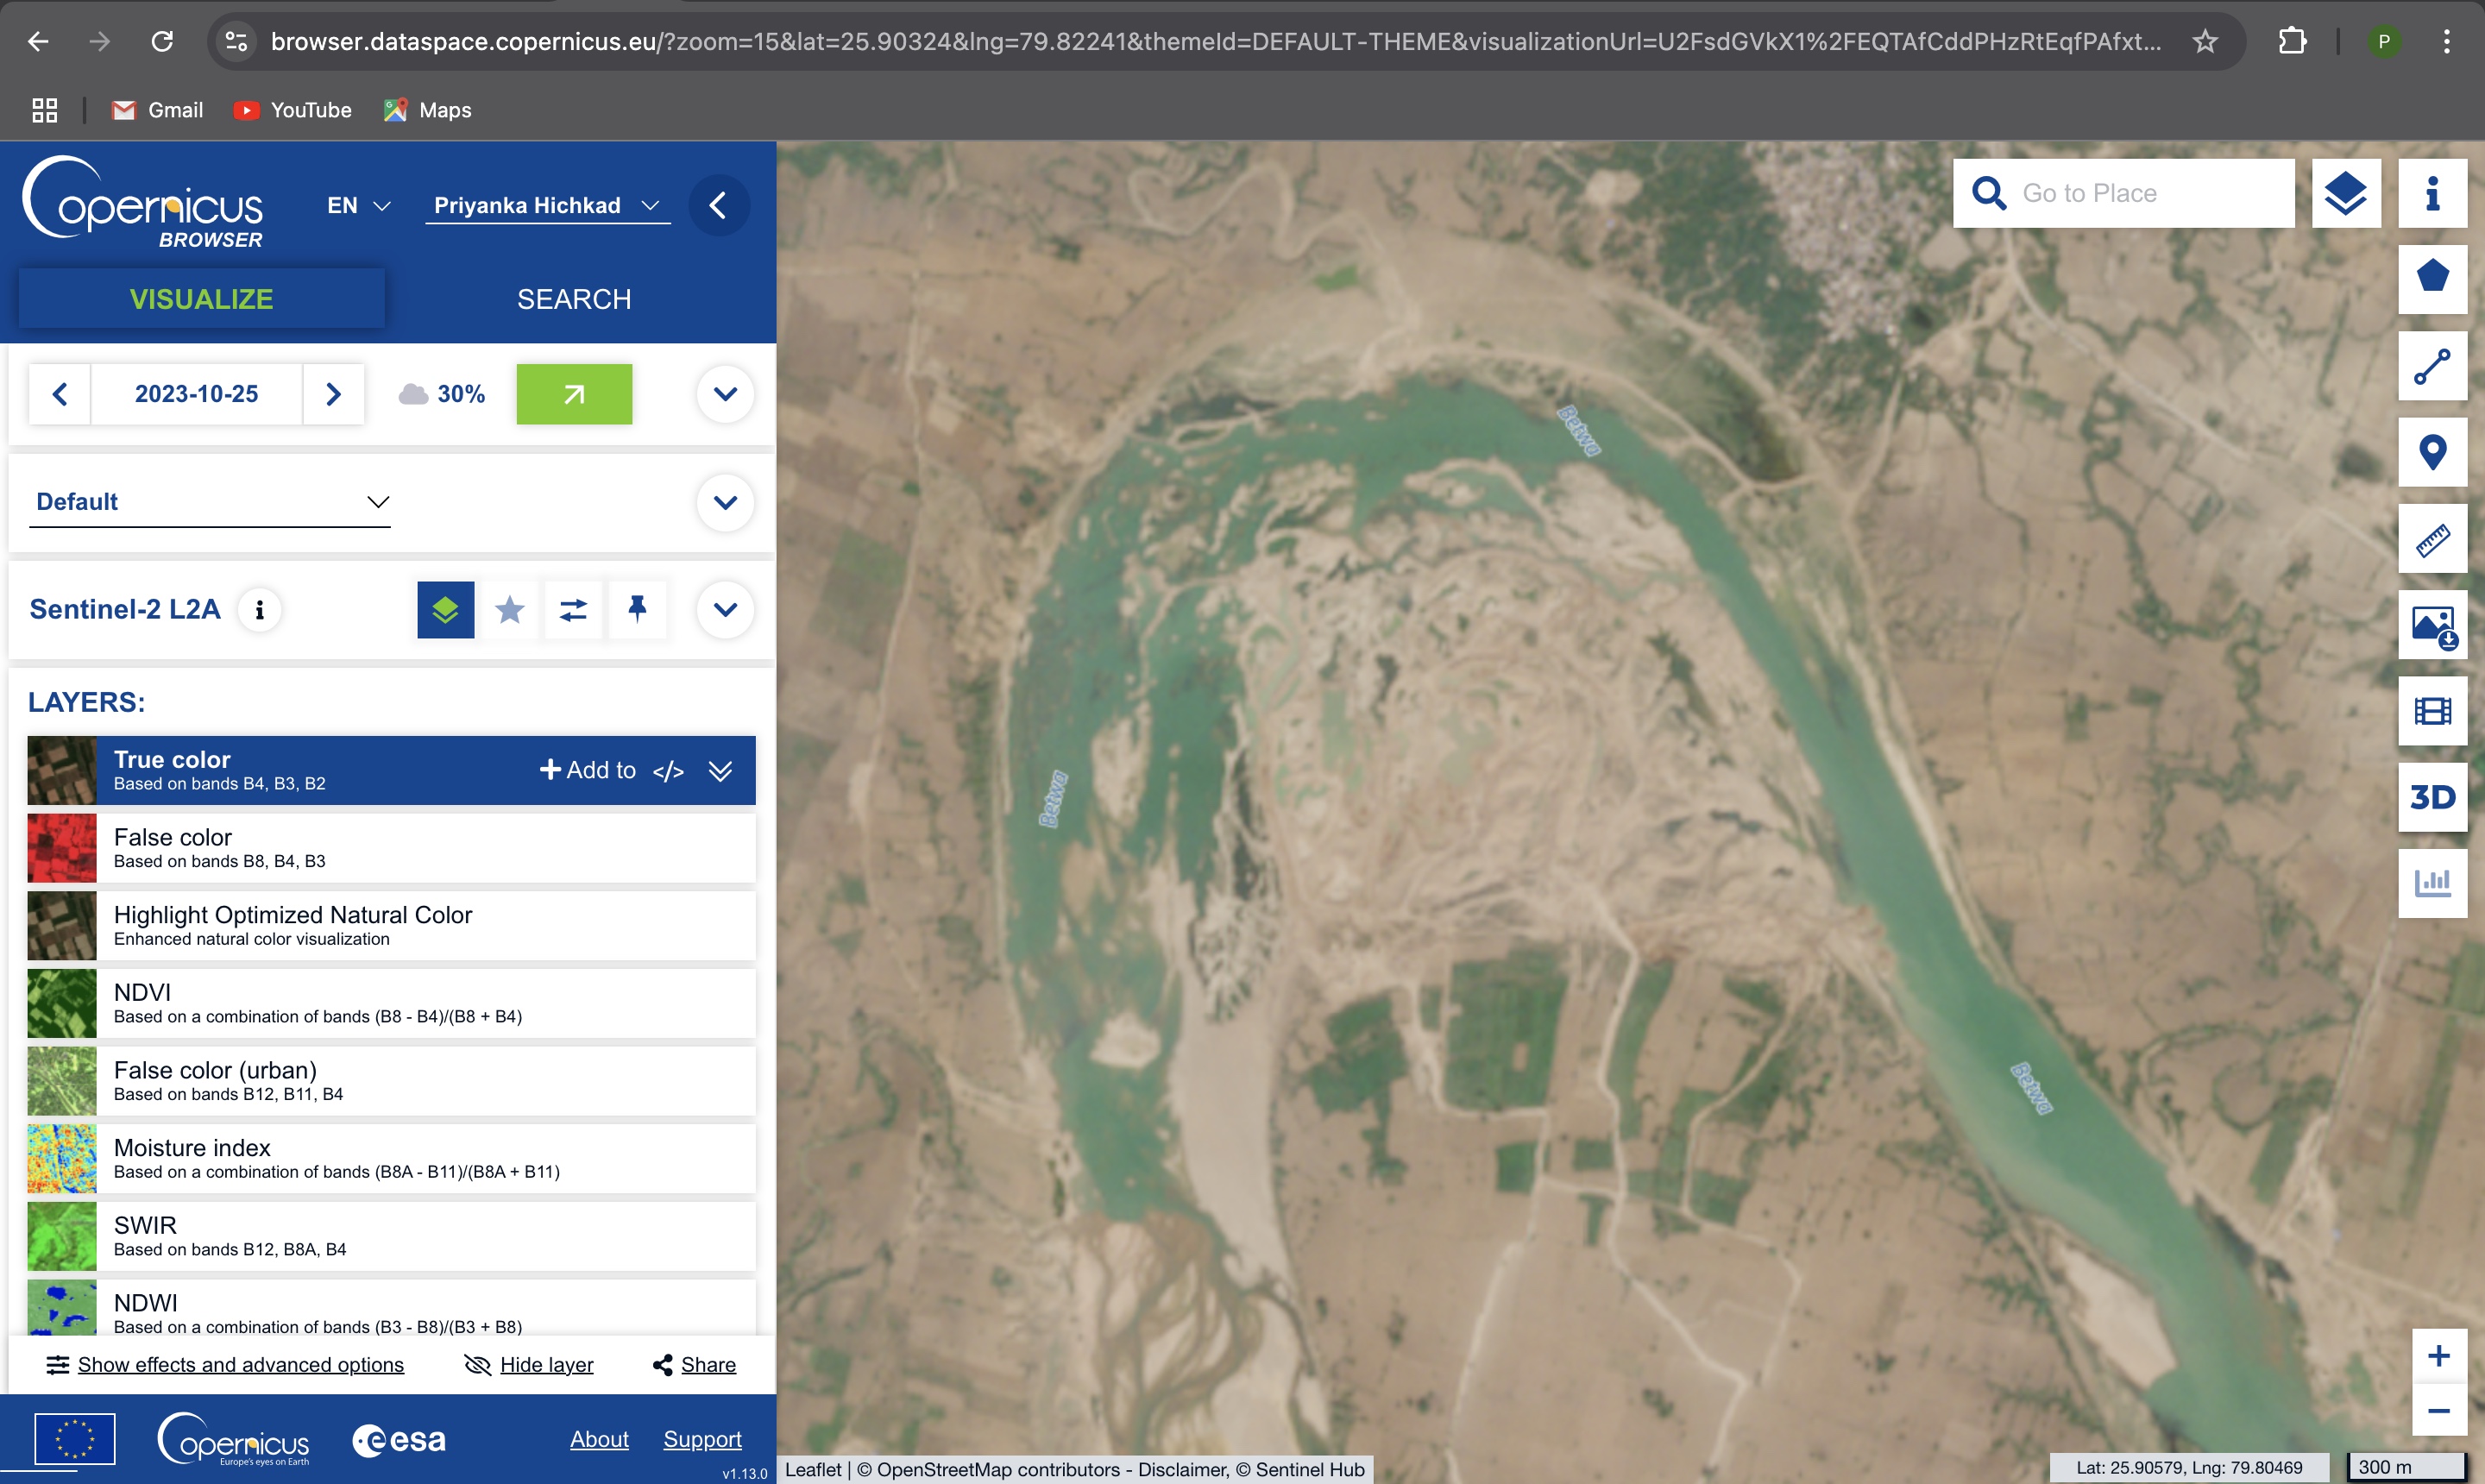 browser.dataspace.copernicus.eu/?zoom=15&lat=25.90324&lng=79.82241&themeId=DEFAULT-THEME&visualizationUrl=U2FsdGVkX1%2FEQTAfCddPHzRtEqfPAfxt...
P
Gmail
YouTube
Maps
opernicus
BROWSER
EN
Priyanka Hichkad
VISUALIZE
SEARCH
2023-10-25
30%
Default
Sentinel-2 L2A
LAYERS:
True color
Based on bands B4, B3, B2
Add to </>
False color
Based on bands B8, B4, B3
Highlight Optimized Natural Color
Enhanced natural color visualization
NDVI
Based on a combination of bands (B8 - B4)/(B8 + B4)
False color (urban)
Based on bands B12, B11, B4
Moisture index
Based on a combination of bands (B8A - B11)/(B8A + B11)
SWIR
Based on bands B12, B8A, B4
NDWI
Based on a combination of bands (B3 - B8)/(B3 + B8)
Show effects and advanced options
Hide layer
Share
opernicus
Europe's eyes on Earth
esa
About
Support
v1.13.0
Go to Place
Betwa
Betwa
Betwa
3D
Leaflet | © OpenStreetMap contributors - Disclaimer, © Sentinel Hub
Lat: 25.90579, Lng: 79.80469
300 m